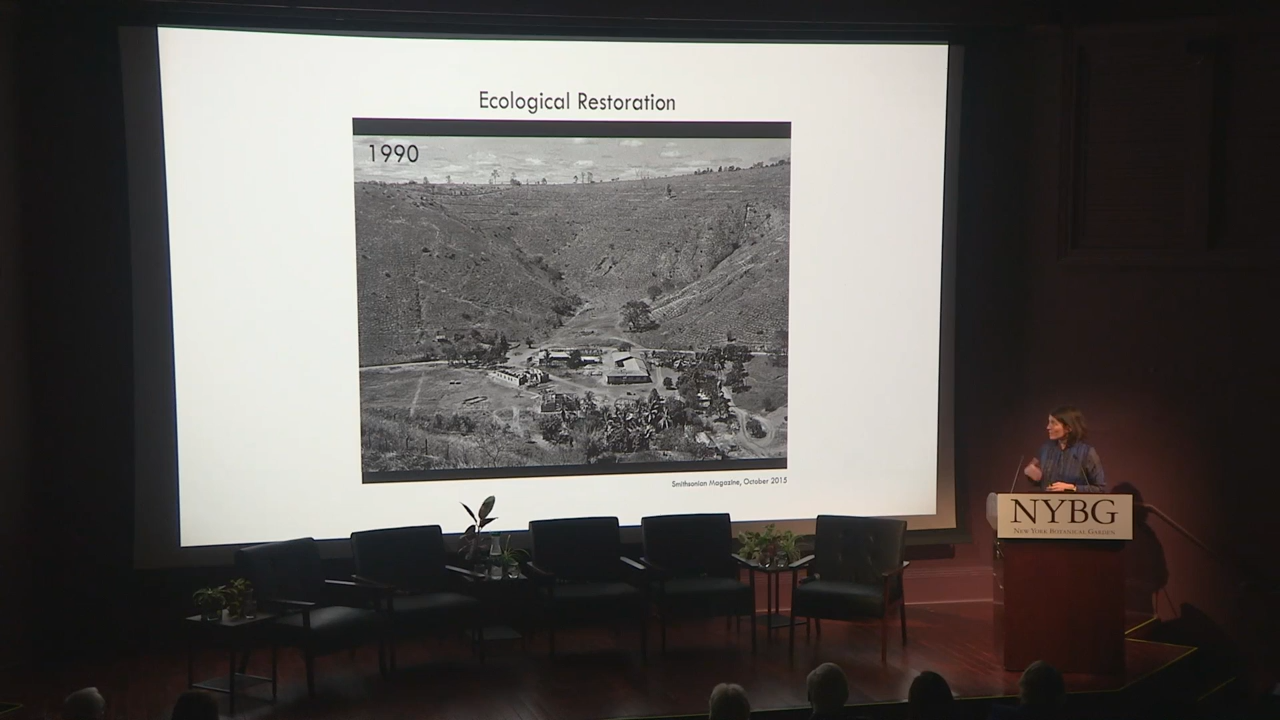 Ecological Restoration
1990
Smithsonian Magazine, October 2015
NYBG
New York Botanical Garden